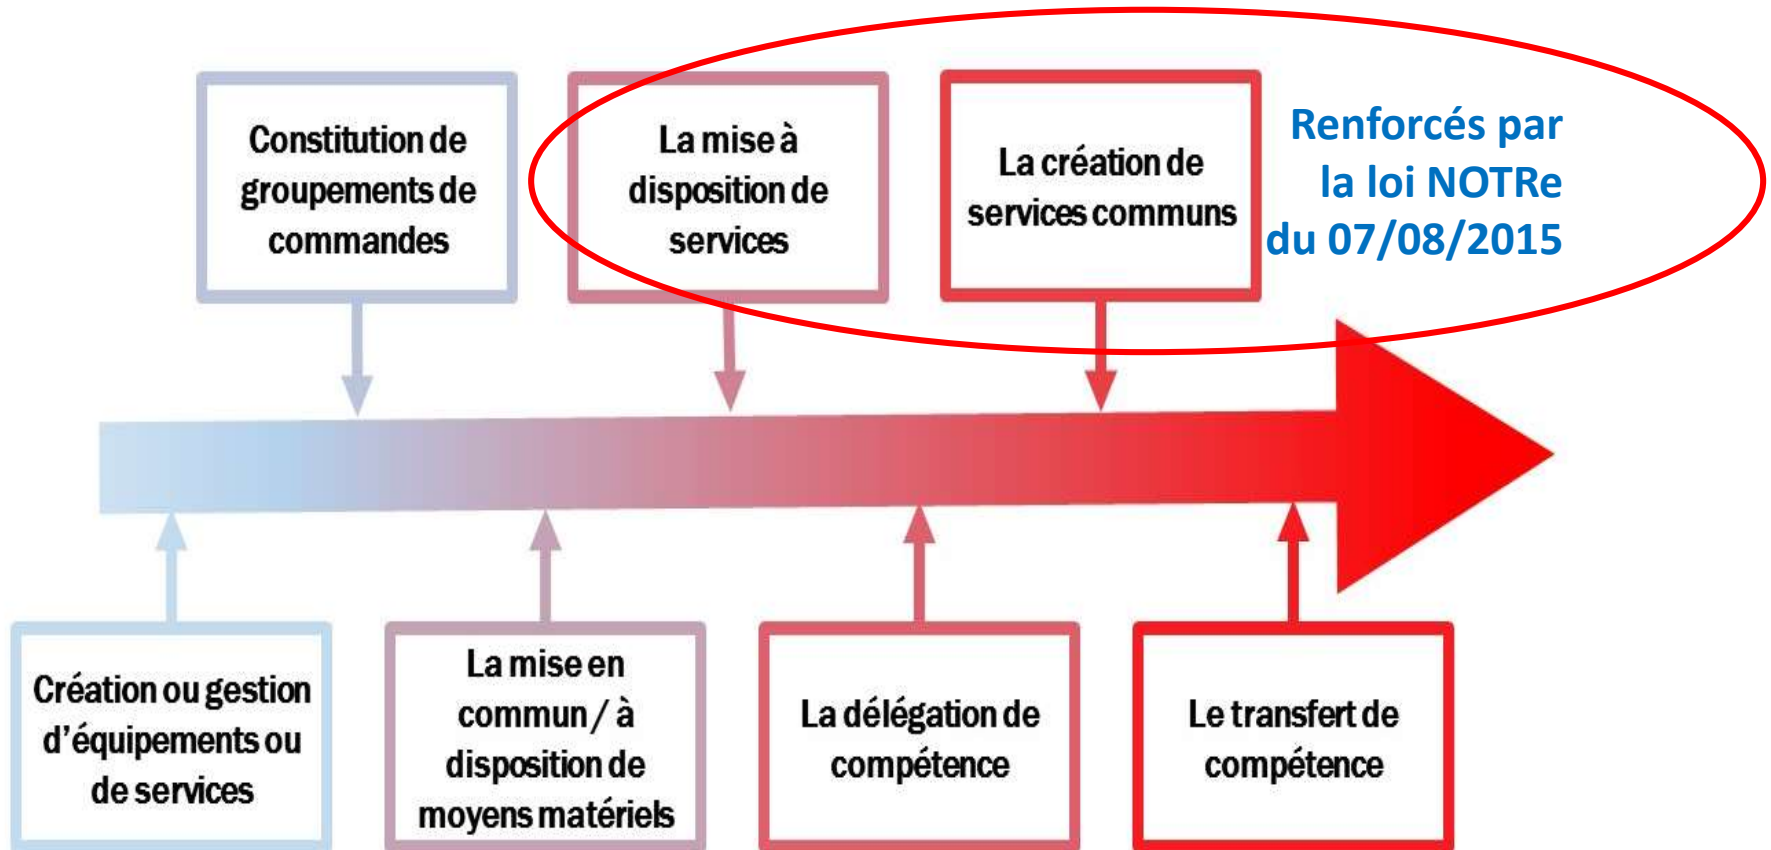 Constitution de
groupements de
commandes
La mise à
disposition de
services
La création de
services communs
Renforcés par
la loi NOTRe
du 07/08/2015
Création ou gestion
d'équipements ou
de services
La mise en
commun / à
disposition de
moyens matériels
La délégation de
compétence
Le transfert de
compétence